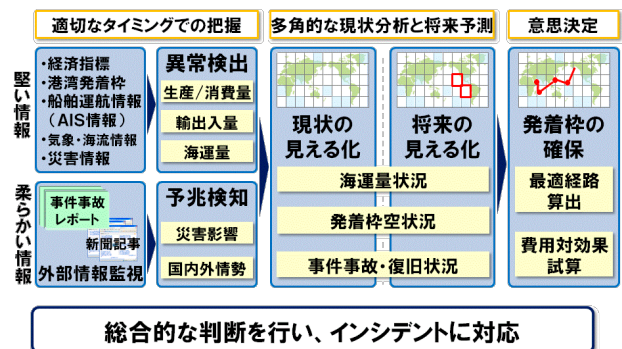 適切なタイミングでの把握
多角的な現状分析と将来予測
意思決定
堅い情報
・経済指標
・港湾発着枠
・船舶運航情報
（AIS情報）
・気象・海流情報
・災害情報
異常検出
生産/消費量
輸出入量
海運量
柔らかい情報
事件事故
レポート
新聞記事
外部情報監視
予兆検知
災害影響
国内外情勢
現状の
見える化
将来の
見える化
海運量状況
発着枠空状況
事件事故・復旧状況
発着枠の
確保
最適経路
算出
費用対効果
試算
総合的な判断を行い、インシデントに対応